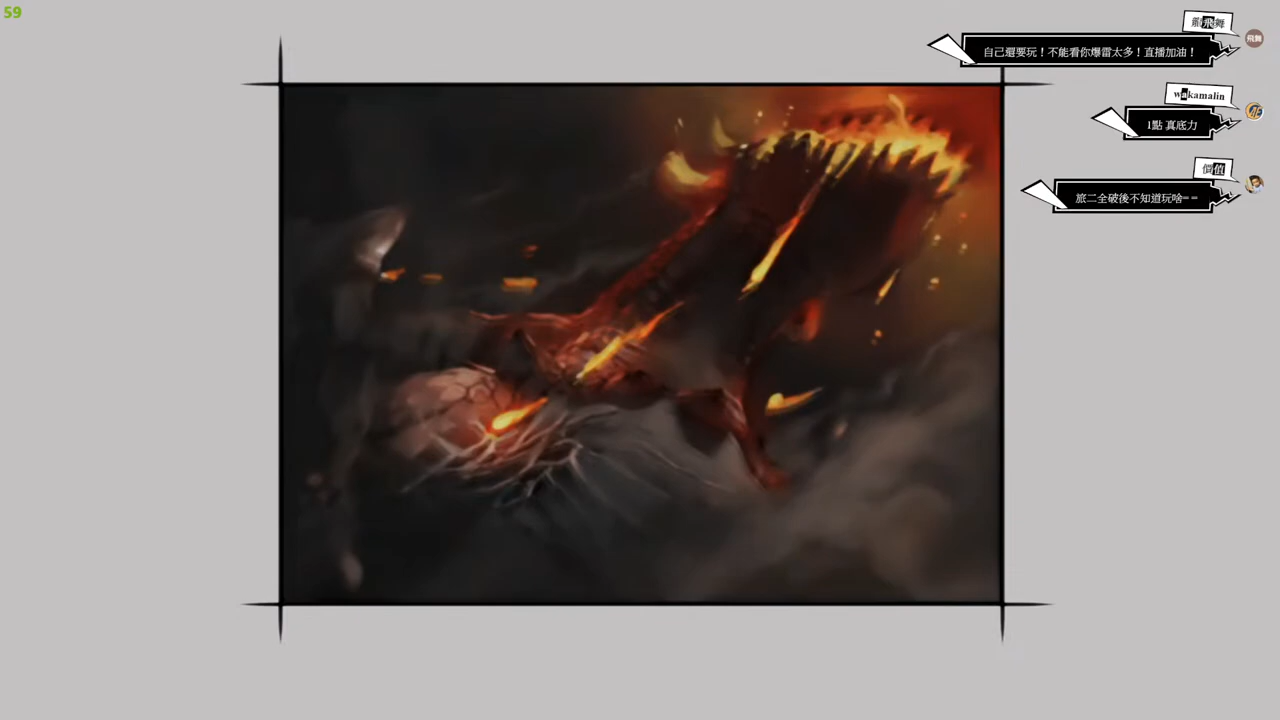 59
飛舞
自己還要玩！不能看你爆雷太多！直播加油！
飛舞
wakamalin
1點 真底力
價值
旅二全破後不知道玩啥= =